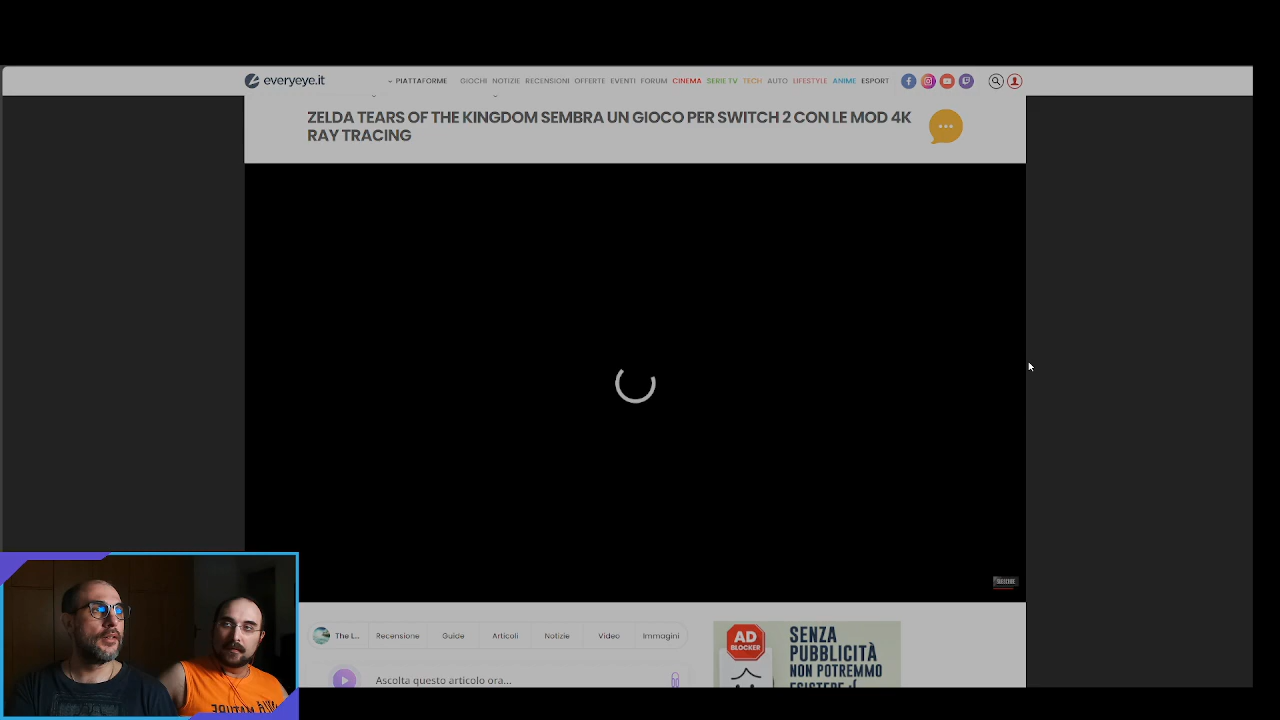 everyeye.it
PIATTAFORME GIOCHI NOTIZIE RECENSIONI OFFERTE EVENTI FORUM CINEMA SERIE TV TECH AUTO LIFESTYLE ANIME ESPORT
ZELDA TEARS OF THE KINGDOM SEMBRA UN GIOCO PER SWITCH 2 CON LE MOD 4K
RAY TRACING
SUBSCRIBE
The L... Recensione Guide Articoli Notizie Video Immagini
Ascolta questo articolo ora...
AD
BLOCKER
SENZA
PUBBLICITÀ
NON POTREMMO